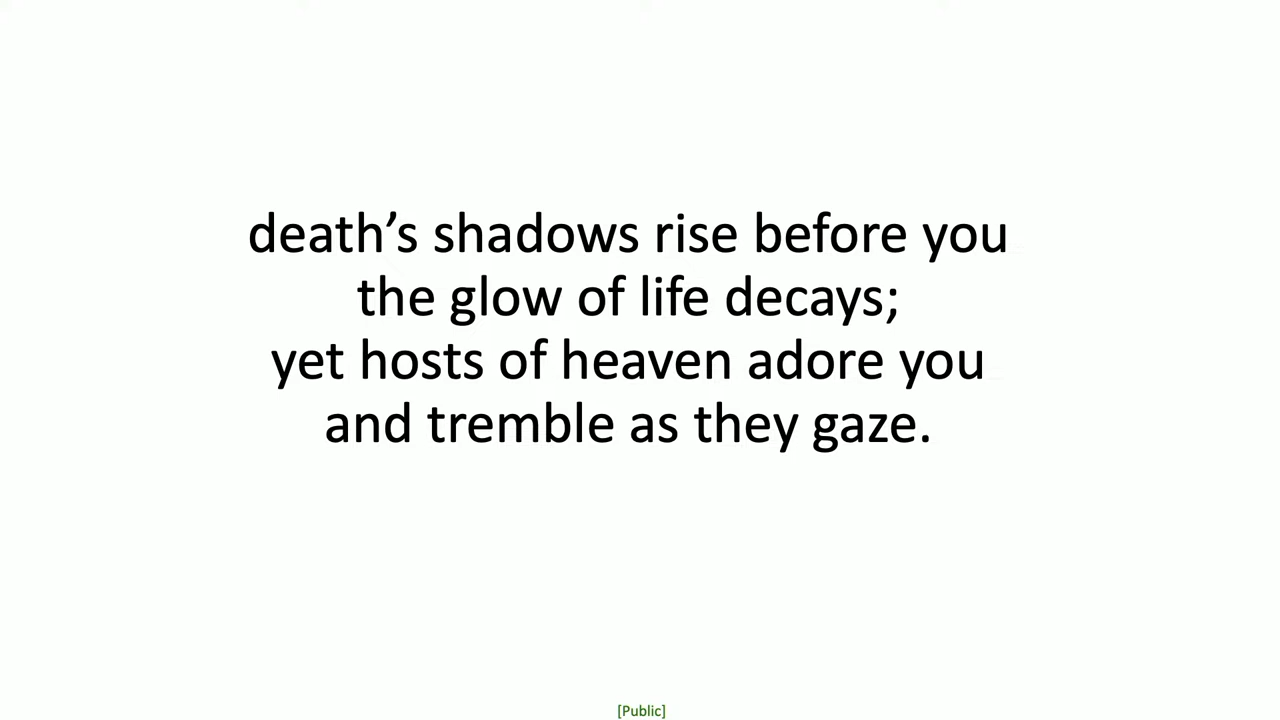 death’s shadows rise before you
the glow of life decays;
yet hosts of heaven adore you
and tremble as they gaze.
[Public]